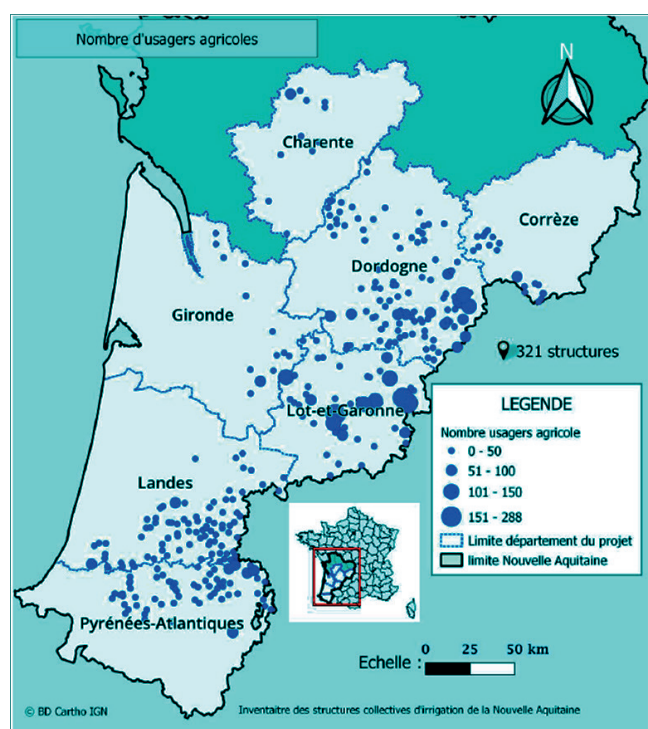 Nombre d'usagers agricoles
N
Charente
Corrèze
Dordogne
Gironde
321 structures
Lot-et-Garonne
LEGENDE
Nombre usagers agricole
0 - 50
51 - 100
101 - 150
151 - 288
Limite département du projet
limite Nouvelle Aquitaine
Landes
Pyrénées-Atlantiques
0 25 50 km
Echelle :
© BD Cartho IGN
Inventaitre des structures collectives d'irrigation de la Nouvelle Aquitaine